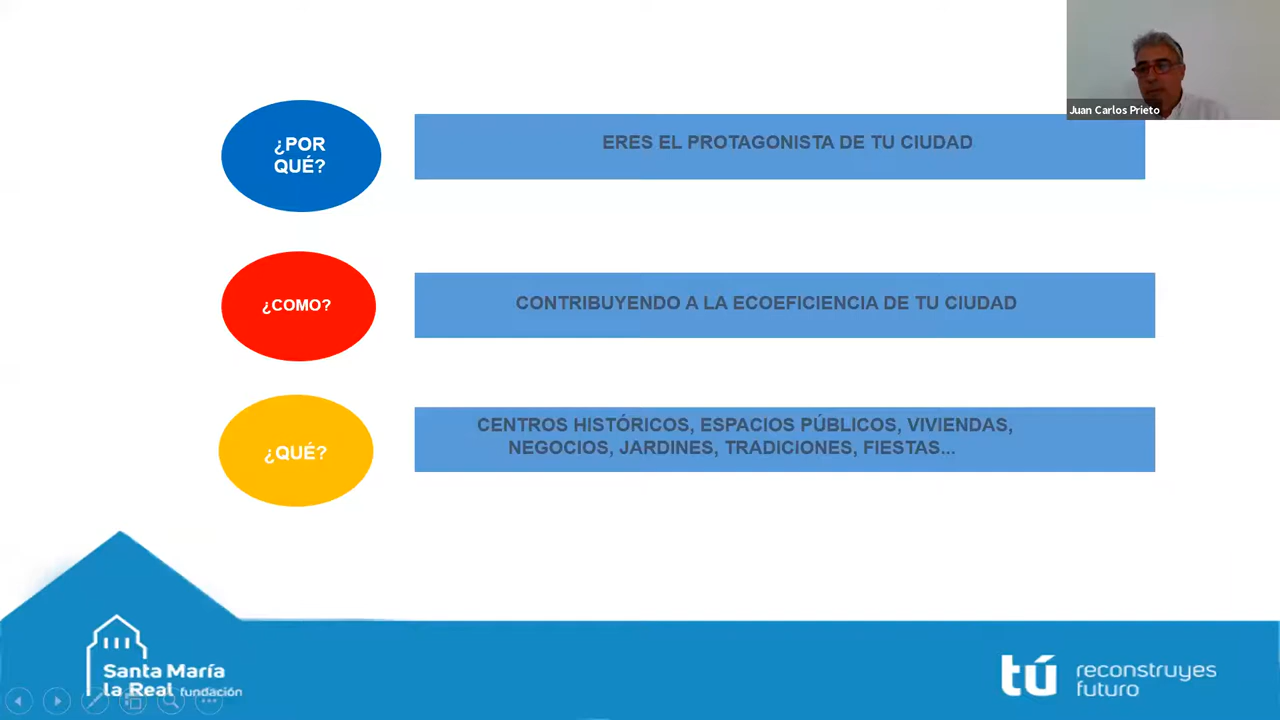 Juan Carlos Prieto
¿POR
QUÉ?
ERES EL PROTAGONISTA DE TU CIUDAD
¿COMO?
CONTRIBUYENDO A LA ECOEFICIENCIA DE TU CIUDAD
¿QUÉ?
CENTROS HISTÓRICOS, ESPACIOS PÚBLICOS, VIVIENDAS,
NEGOCIOS, JARDINES, TRADICIONES, FIESTAS...
Santa María
la Real fundación
tú reconstruyes
futuro